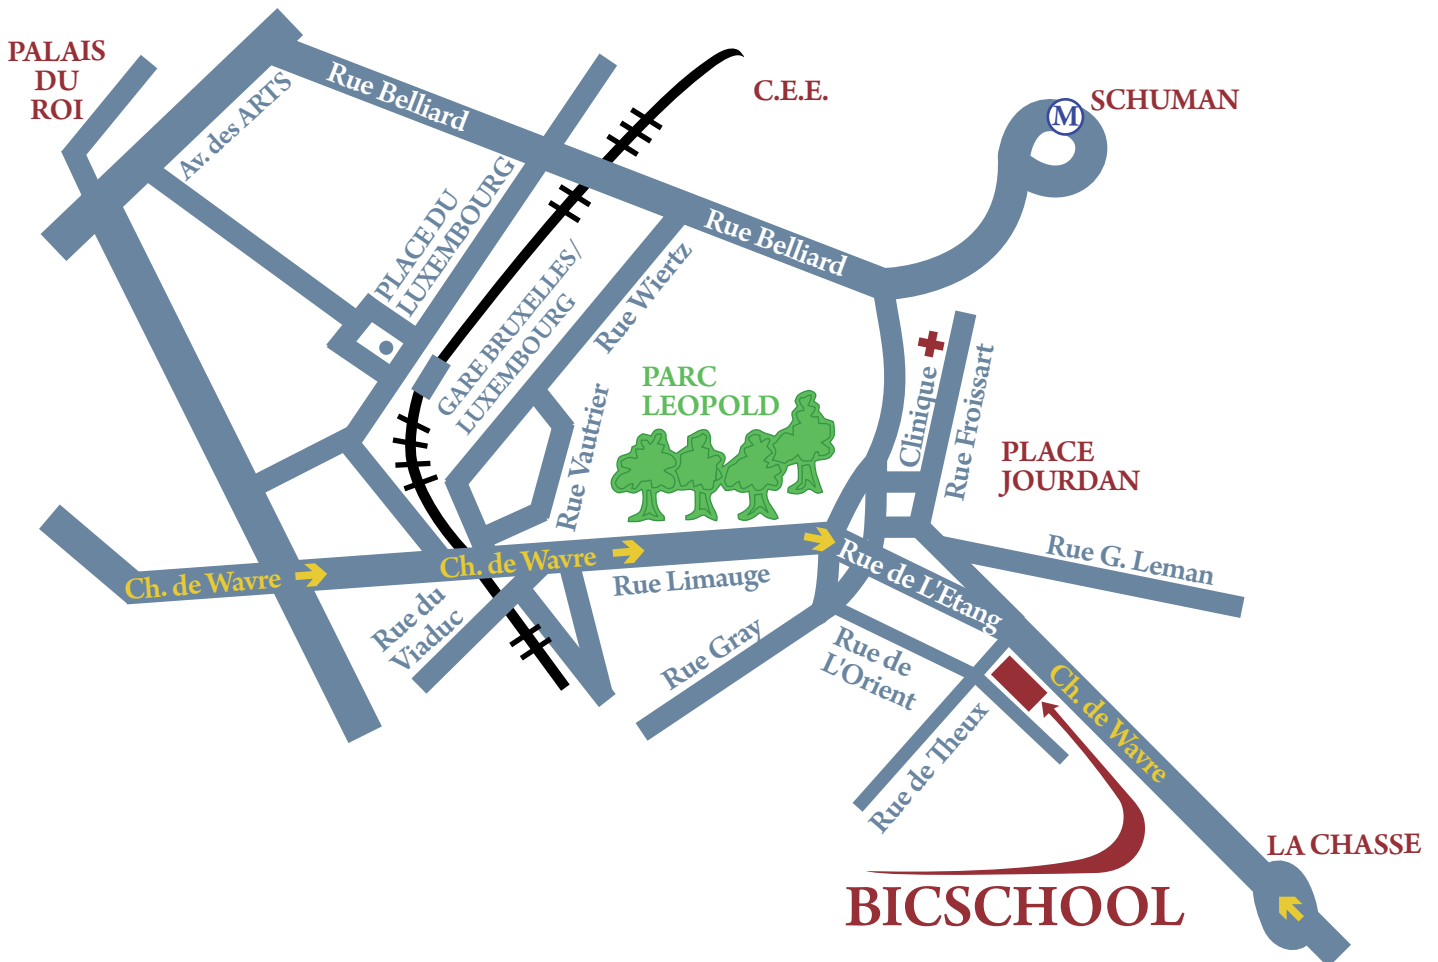 PALAIS
DU
ROI
Av. des ARTS
Rue Belliard
C.E.E.
M
SCHUMAN
PLACE DU
LUXEMBOURG
GARE BRUXELLES/
LUXEMBOURG
Rue Wiertz
Rue Belliard
Rue Vautrier
PARC
LEOPOLD
Clinique
Rue Froissart
PLACE
JOURDAN
Ch. de Wavre
Ch. de Wavre
Rue Limauge
Rue de L'Etang
Rue G. Leman
Rue du
Viaduc
Rue Gray
Rue de
L'Orient
Rue de Theux
Ch. de Wavre
LA CHASSE
BICSCHOOL